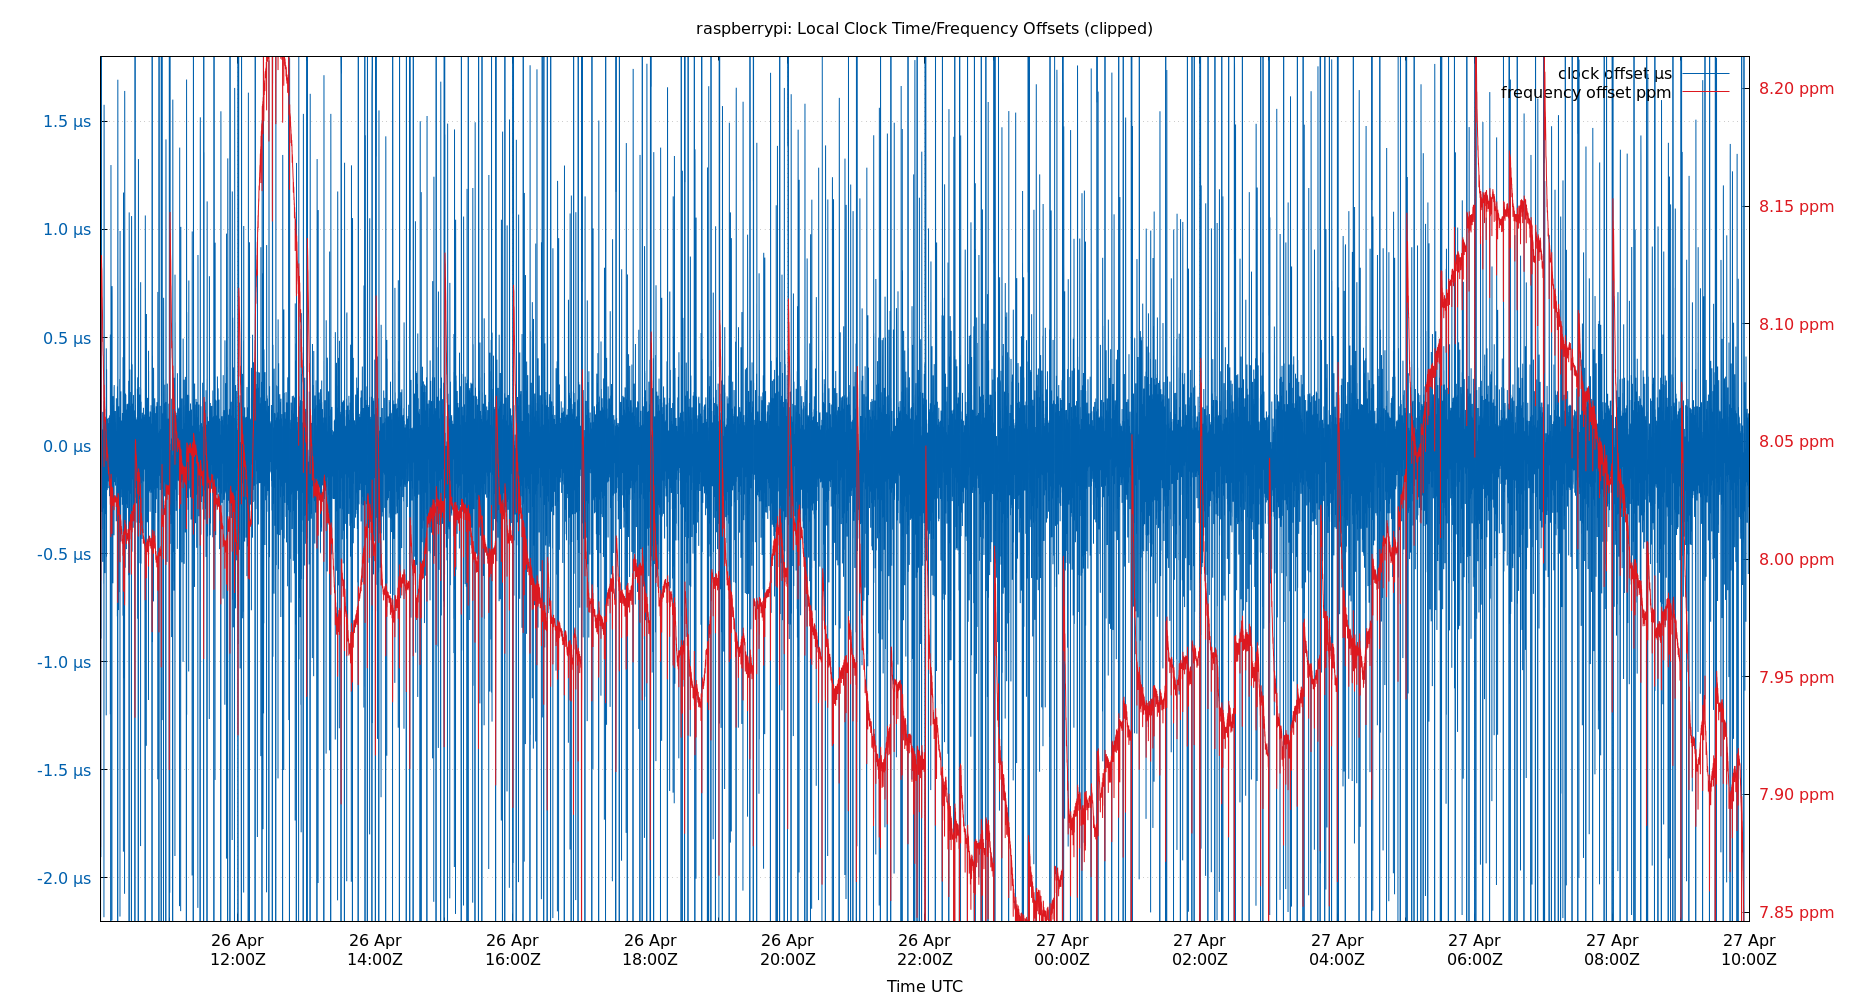 raspberrypi: Local Clock Time/Frequency Offsets (clipped)
clock offset µs
frequency offset ppm
1.5 µs
1.0 µs
0.5 µs
0.0 µs
-0.5 µs
-1.0 µs
-1.5 µs
-2.0 µs
8.20 ppm
8.15 ppm
8.10 ppm
8.05 ppm
8.00 ppm
7.95 ppm
7.90 ppm
7.85 ppm
26 Apr
12:00Z
26 Apr
14:00Z
26 Apr
16:00Z
26 Apr
18:00Z
26 Apr
20:00Z
26 Apr
22:00Z
27 Apr
00:00Z
27 Apr
02:00Z
27 Apr
04:00Z
27 Apr
06:00Z
27 Apr
08:00Z
27 Apr
10:00Z
Time UTC